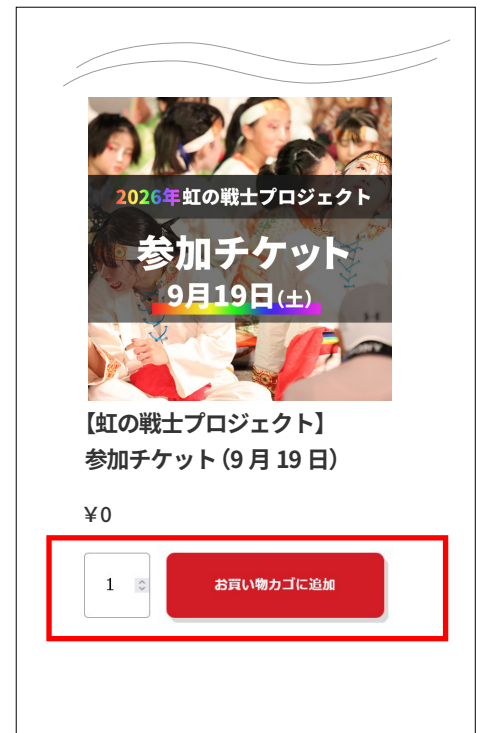 2026年虹の戦士プロジェクト
参加チケット
9月19日(土)
【虹の戦士プロジェクト】
参加チケット（9 月 19 日）
￥0
1 お買い物カゴに追加